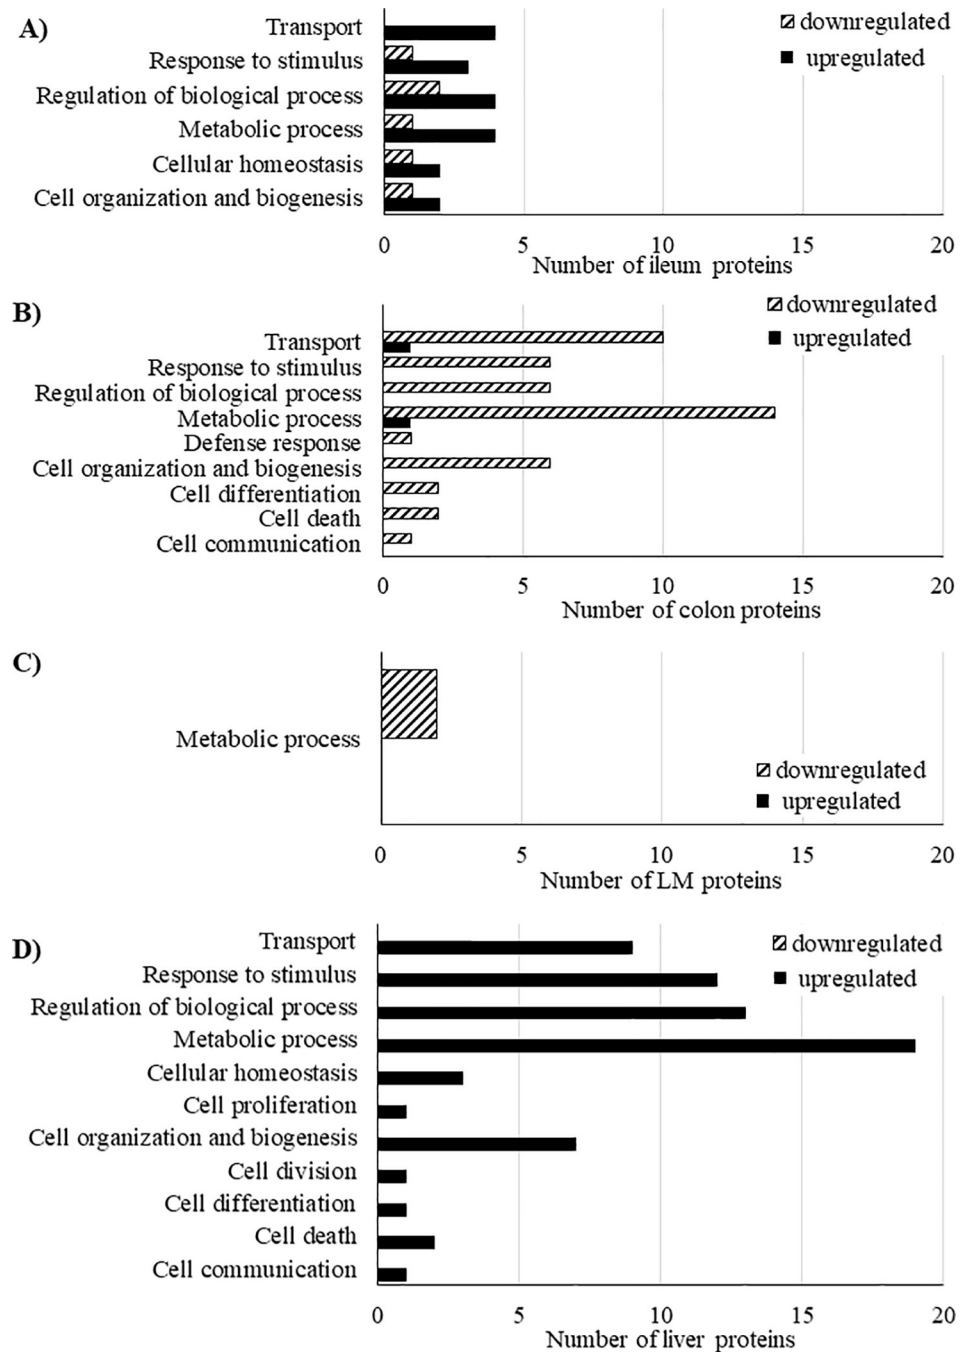 A)
downregulated
upregulated
Transport
Response to stimulus
Regulation of biological process
Metabolic process
Cellular homeostasis
Cell organization and biogenesis
0 5 10 15 20
Number of ileum proteins
B)
downregulated
upregulated
Transport
Response to stimulus
Regulation of biological process
Metabolic process
Defense response
Cell organization and biogenesis
Cell differentiation
Cell death
Cell communication
0 5 10 15 20
Number of colon proteins
C)
Metabolic process
downregulated
upregulated
0 5 10 15 20
Number of LM proteins
D)
downregulated
upregulated
Transport
Response to stimulus
Regulation of biological process
Metabolic process
Cellular homeostasis
Cell proliferation
Cell organization and biogenesis
Cell division
Cell differentiation
Cell death
Cell communication
0 5 10 15 20
Number of liver proteins